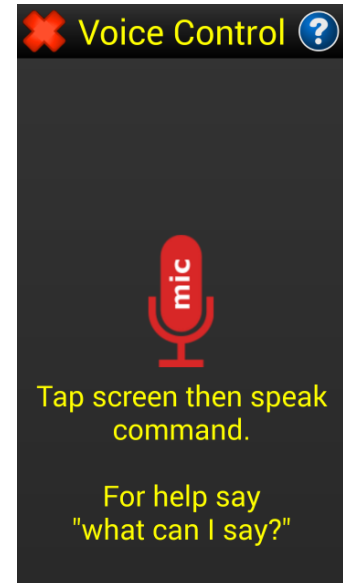 Voice Control ?
mic
Tap screen then speak
command.
For help say
"what can I say?"